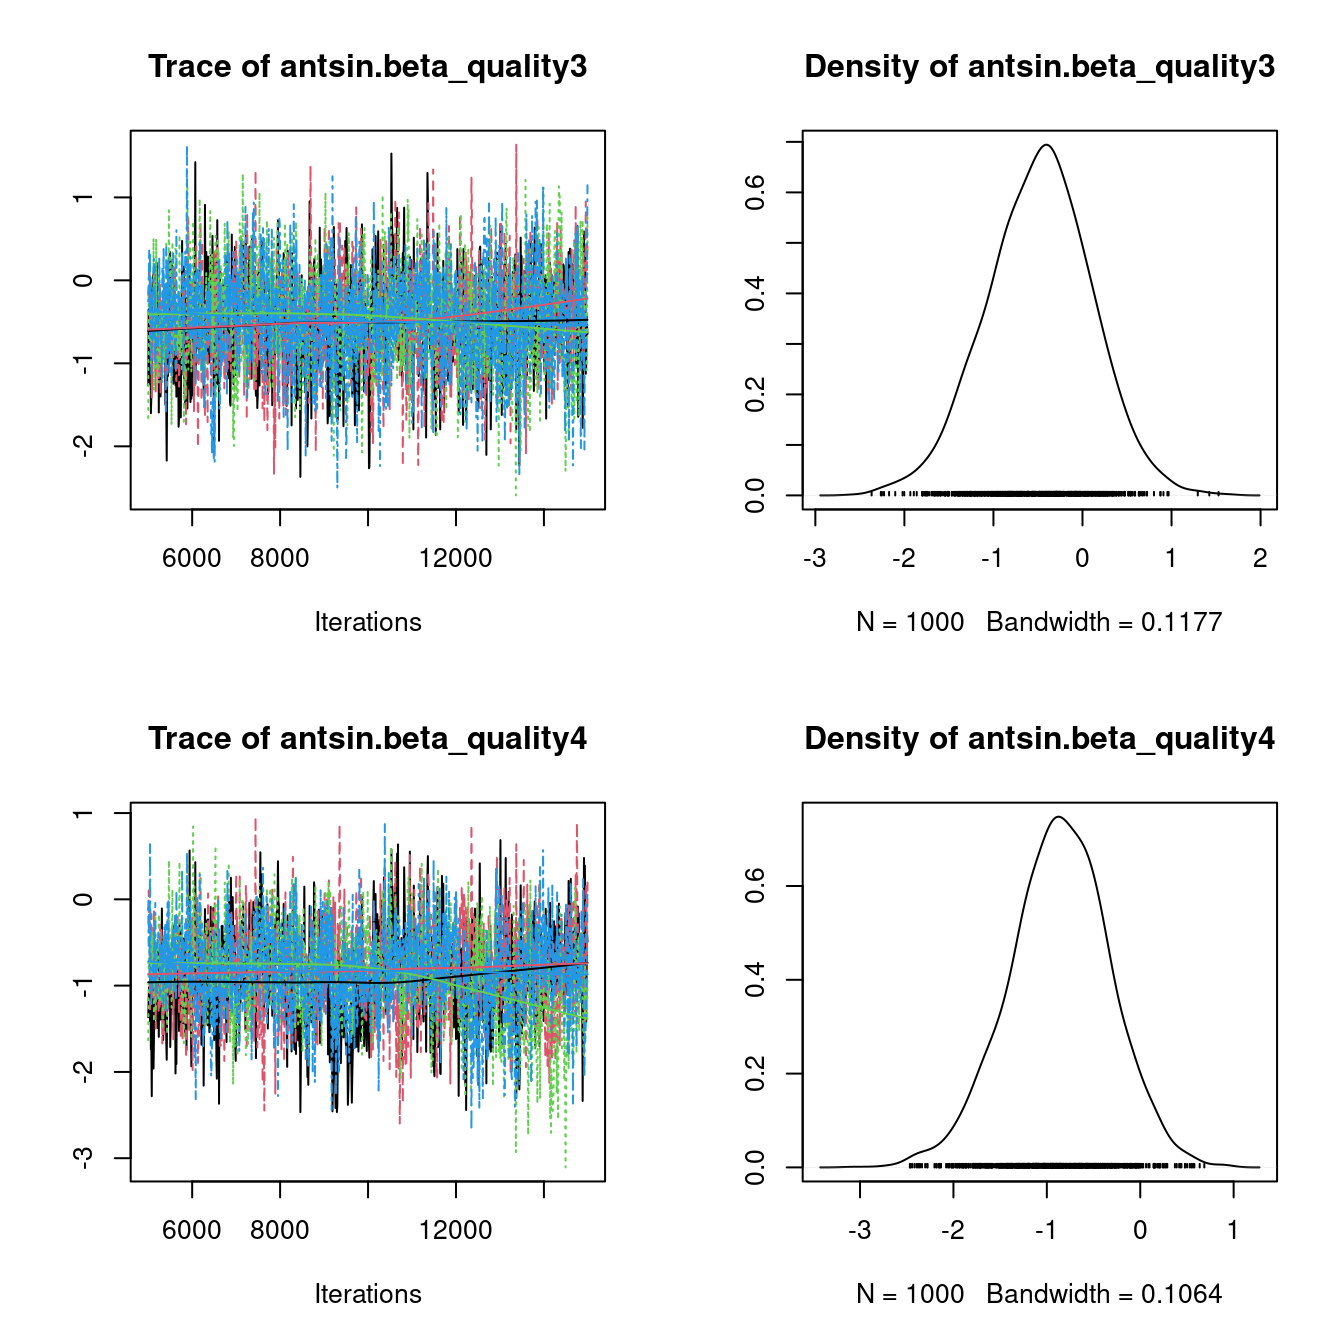 Trace of antsin.beta_quality3
1
0
-1
-2
6000 8000 12000
Iterations
Density of antsin.beta_quality3
0.6
0.4
0.2
0.0
-3 -2 -1 0 1 2
N = 1000 Bandwidth = 0.1177
Trace of antsin.beta_quality4
1
0
-1
-2
-3
6000 8000 12000
Iterations
Density of antsin.beta_quality4
0.6
0.4
0.2
0.0
-3 -2 -1 0 1
N = 1000 Bandwidth = 0.1064